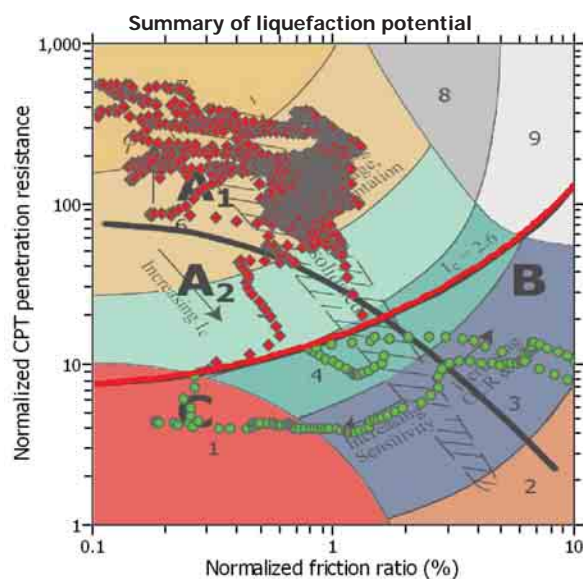 Summary of liquefaction potential
Normalized CPT penetration resistance
1,000
100
10
1
7
8
9
A1
6
A2
Increasing Ic
Ic = 2.6
B
4
C
1
3
2
Increasing
Sensitivity
0.1
1
10
Normalized friction ratio (%)